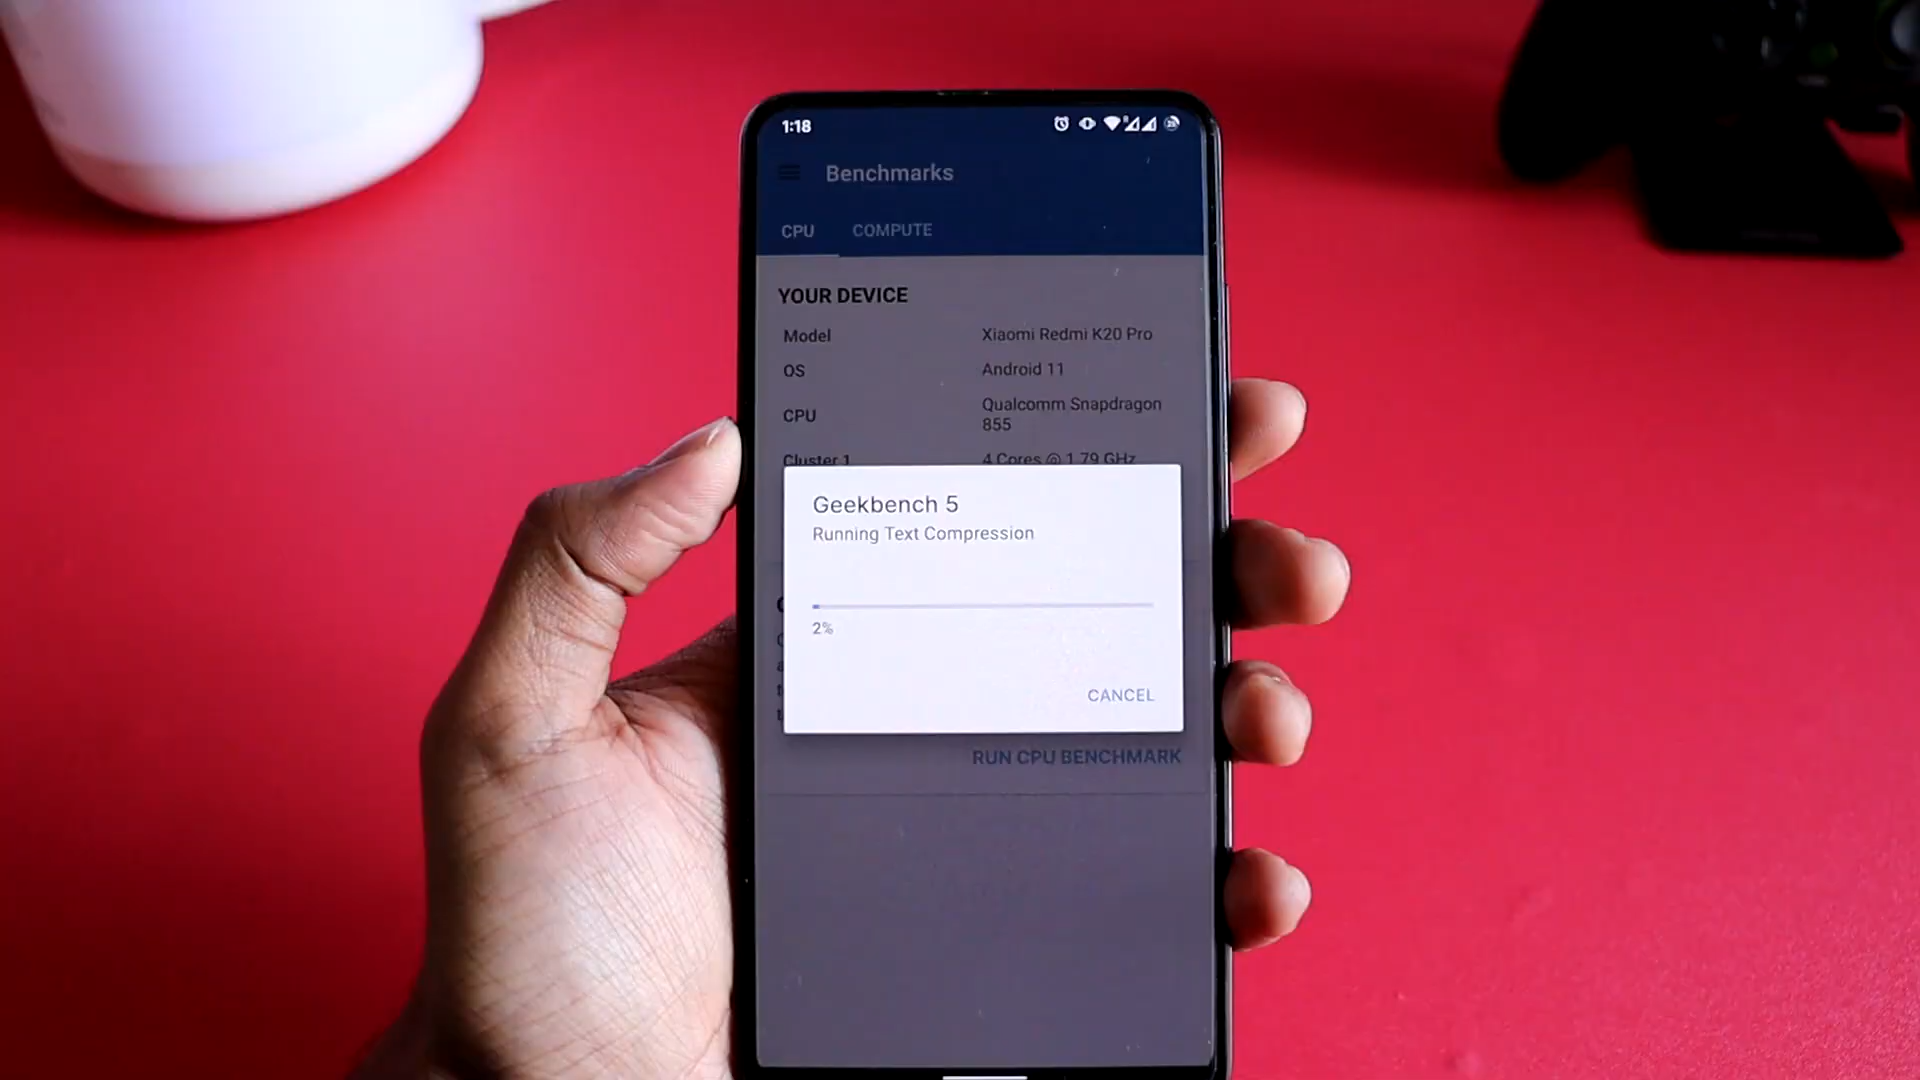 1:18
Benchmarks
CPU COMPUTE
YOUR DEVICE
Model Xiaomi Redmi K20 Pro
OS Android 11
CPU Qualcomm Snapdragon
855
Cluster 1 4 Cores @ 1.79 GHz
Geekbench 5
Running Text Compression
2%
CANCEL
RUN CPU BENCHMARK